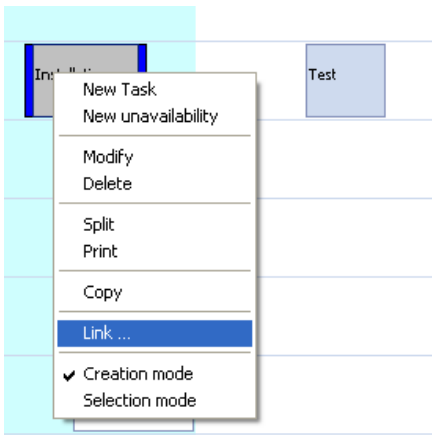 Test
New Task
New unavailability
Modify
Delete
Split
Print
Copy
Link ...
Creation mode
Selection mode